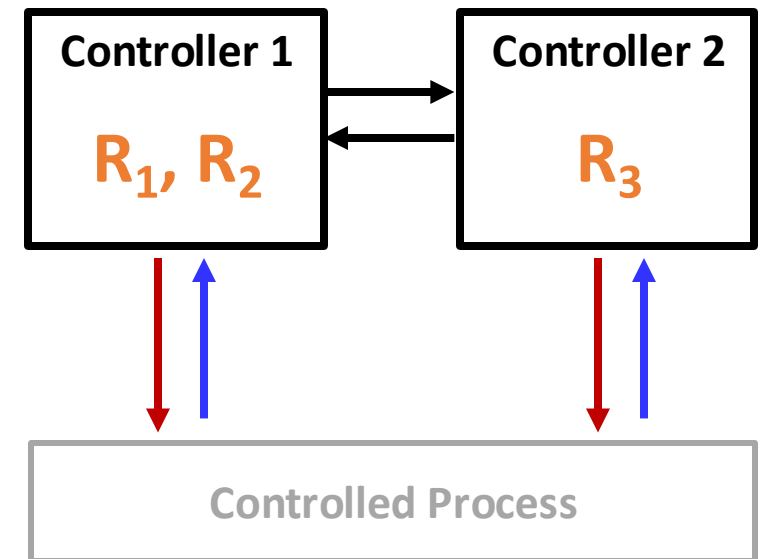 Controller 1
Controller 2
R₁, R₂
R₃
Controlled Process